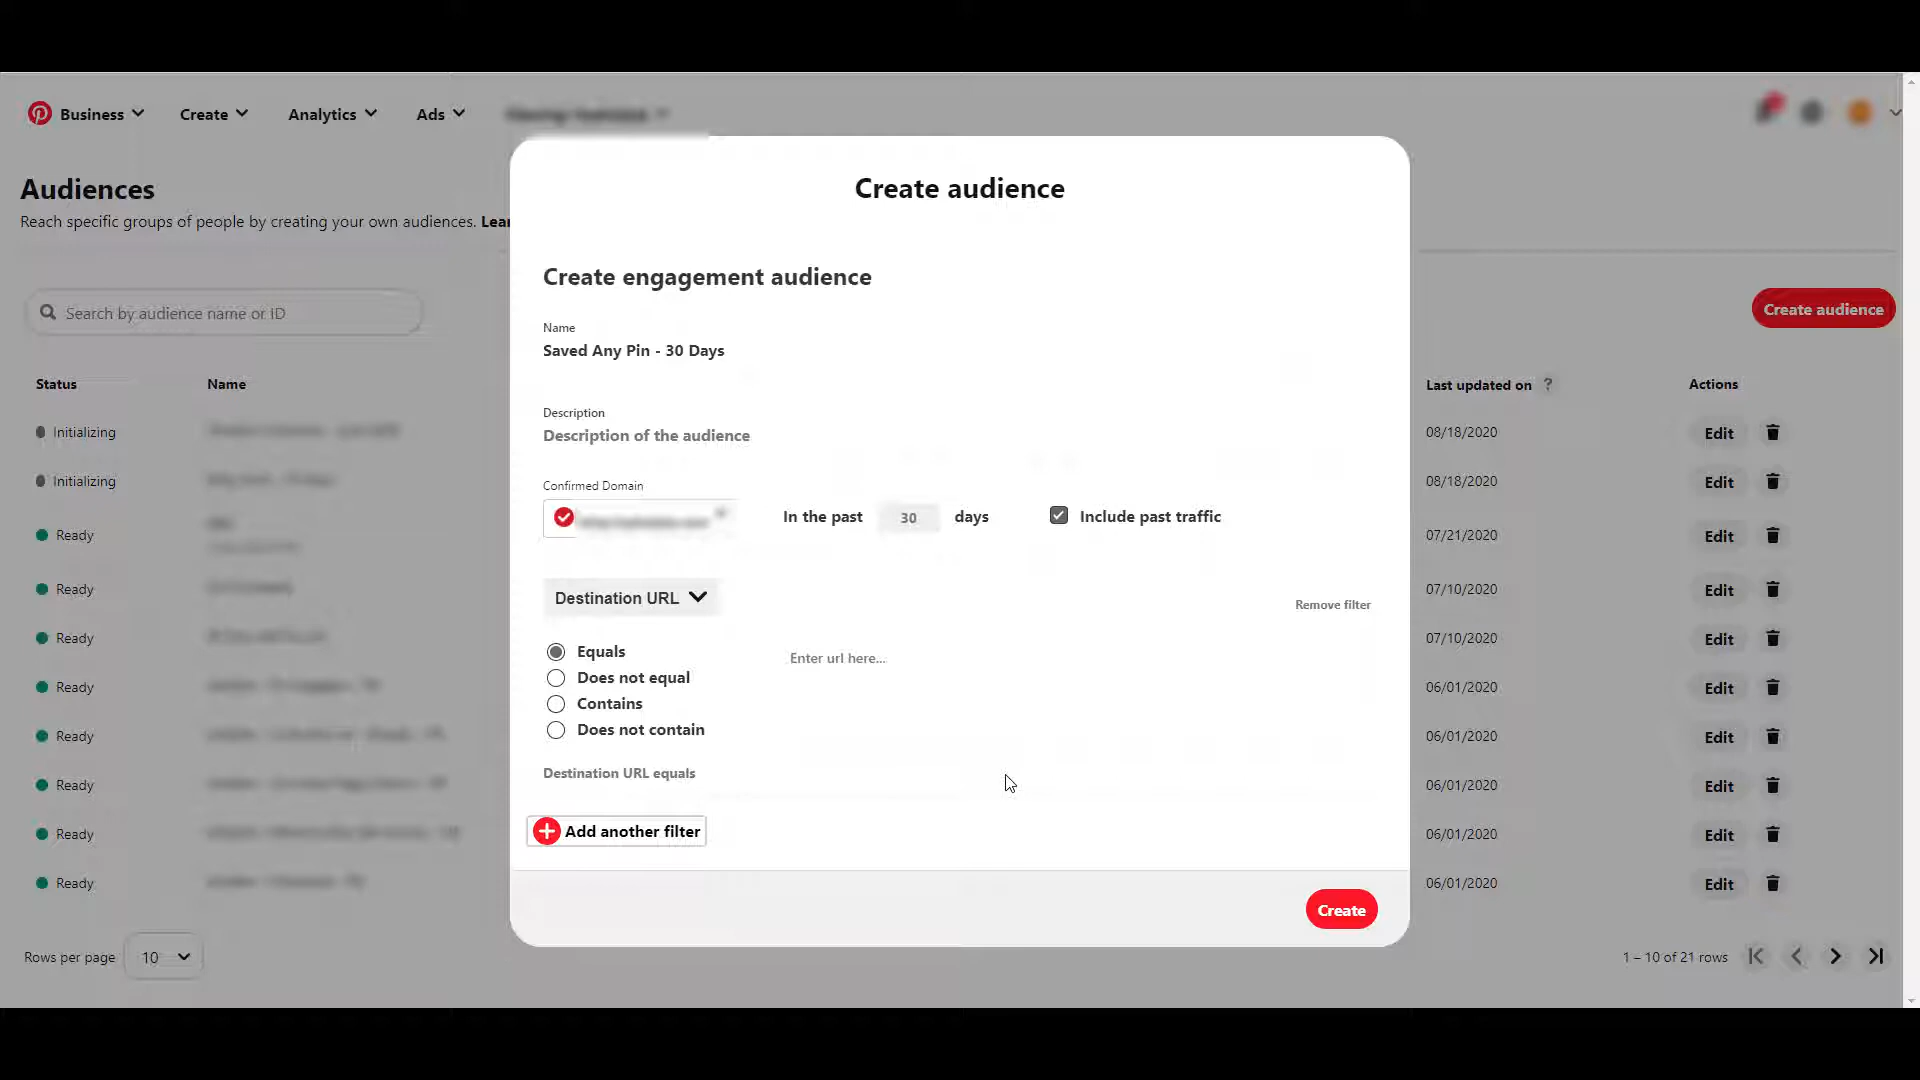 Business
Create
Analytics
Ads
Audiences
Reach specific groups of people by creating your own audiences. Lear
Search by audience name or ID
Create audience
Status
Name
Last updated on ?
Actions
Initializing
08/18/2020
Edit
Initializing
08/18/2020
Edit
Ready
07/21/2020
Edit
Ready
07/10/2020
Edit
Ready
07/10/2020
Edit
Ready
06/01/2020
Edit
Ready
06/01/2020
Edit
Ready
06/01/2020
Edit
Ready
06/01/2020
Edit
Ready
06/01/2020
Edit
Rows per page
10
1 – 10 of 21 rows
Create audience
Create engagement audience
Name
Saved Any Pin - 30 Days
Description
Description of the audience
Confirmed Domain
In the past 30 days
Include past traffic
Destination URL
Remove filter
Equals
Enter url here...
Does not equal
Contains
Does not contain
Destination URL equals
Add another filter
Create